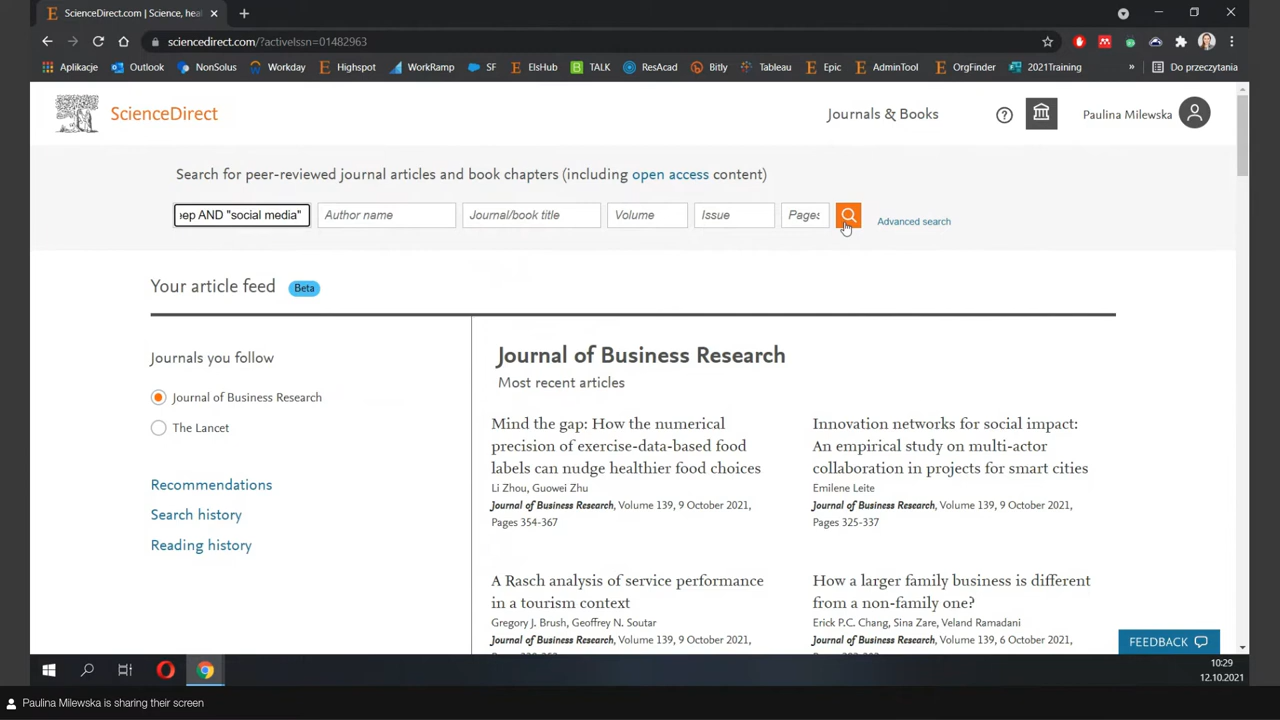 ScienceDirect.com | Science, hea
sciencedirect.com/?activeIssn=01482963
Aplikacje Outlook NonSolus Workday Highspot WorkRamp SF ElsHub TALK ResAcad Bitly Tableau Epic AdminTool OrgFinder 2021Training » Do przeczytania
ScienceDirect
Journals & Books
Paulina Milewska
Search for peer-reviewed journal articles and book chapters (including open access content)
AND "social media" Author name Journal/book title Volume Issue Pages Advanced search
Your article feed Beta
Journals you follow
Journal of Business Research
The Lancet
Recommendations
Search history
Reading history
Journal of Business Research
Most recent articles
Mind the gap: How the numerical
precision of exercise-data-based food
labels can nudge healthier food choices
Li Zhou, Guowei Zhu
Journal of Business Research, Volume 139, 9 October 2021,
Pages 354-367
Innovation networks for social impact:
An empirical study on multi-actor
collaboration in projects for smart cities
Emilene Leite
Journal of Business Research, Volume 139, 9 October 2021,
Pages 325-337
A Rasch analysis of service performance
in a tourism context
Gregory J. Brush, Geoffrey N. Soutar
Journal of Business Research, Volume 139, 9 October 2021,
How a larger family business is different
from a non-family one?
Erick P.C. Chang, Sina Zare, Veland Ramadani
Journal of Business Research, Volume 139, 6 October 2021,
FEEDBACK
10:29
12.10.2021
Paulina Milewska is sharing their screen